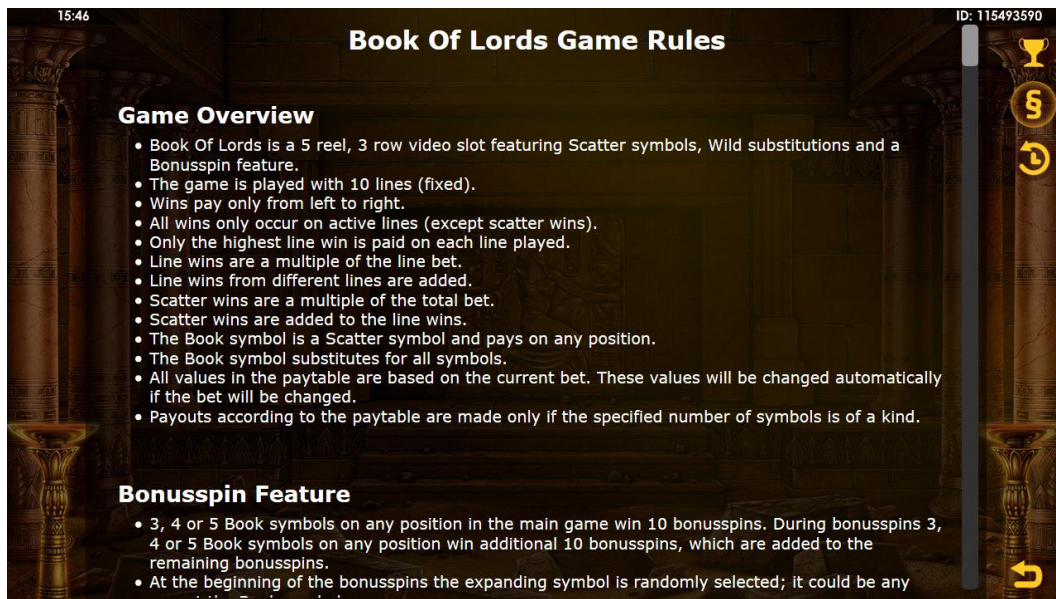 15:46
ID: 115493590
Book Of Lords Game Rules
§
Game Overview
• Book Of Lords is a 5 reel, 3 row video slot featuring Scatter symbols, Wild substitutions and a
Bonusspin feature.
• The game is played with 10 lines (fixed).
• Wins pay only from left to right.
• All wins only occur on active lines (except scatter wins).
• Only the highest line win is paid on each line played.
• Line wins are a multiple of the line bet.
• Line wins from different lines are added.
• Scatter wins are a multiple of the total bet.
• Scatter wins are added to the line wins.
• The Book symbol is a Scatter symbol and pays on any position.
• The Book symbol substitutes for all symbols.
• All values in the paytable are based on the current bet. These values will be changed automatically
if the bet will be changed.
• Payouts according to the paytable are made only if the specified number of symbols is of a kind.
Bonusspin Feature
• 3, 4 or 5 Book symbols on any position in the main game win 10 bonusspins. During bonusspins 3,
4 or 5 Book symbols on any position win additional 10 bonusspins, which are added to the
remaining bonusspins.
• At the beginning of the bonusspins the expanding symbol is randomly selected; it could be any